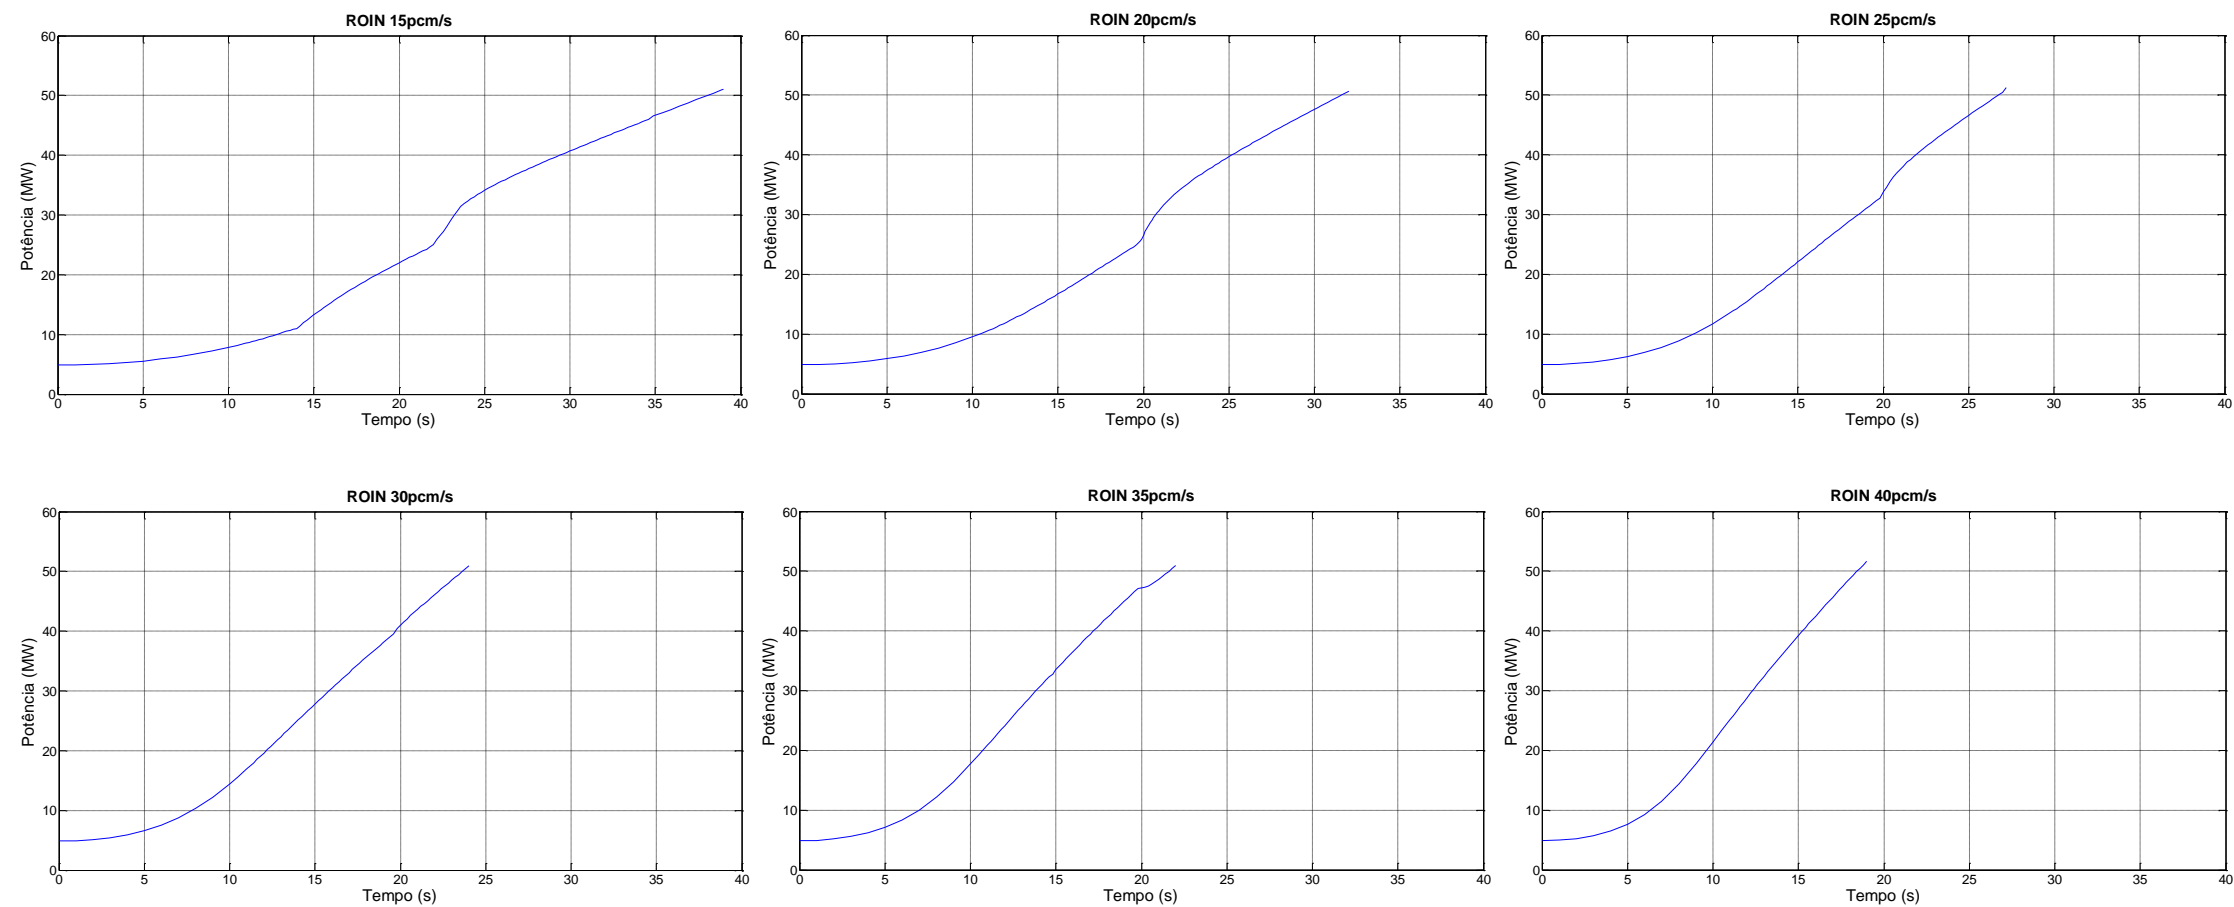 ROIN 15pcm/s
Potência (MW)
60
50
40
30
20
10
0
0 5 10 15 20 25 30 35 40
Tempo (s)
ROIN 20pcm/s
Potência (MW)
60
50
40
30
20
10
0
0 5 10 15 20 25 30 35 40
Tempo (s)
ROIN 25pcm/s
Potência (MW)
60
50
40
30
20
10
0
0 5 10 15 20 25 30 35 40
Tempo (s)
ROIN 30pcm/s
Potência (MW)
60
50
40
30
20
10
0
0 5 10 15 20 25 30 35 40
Tempo (s)
ROIN 35pcm/s
Potência (MW)
60
50
40
30
20
10
0
0 5 10 15 20 25 30 35 40
Tempo (s)
ROIN 40pcm/s
Potência (MW)
60
50
40
30
20
10
0
0 5 10 15 20 25 30 35 40
Tempo (s)